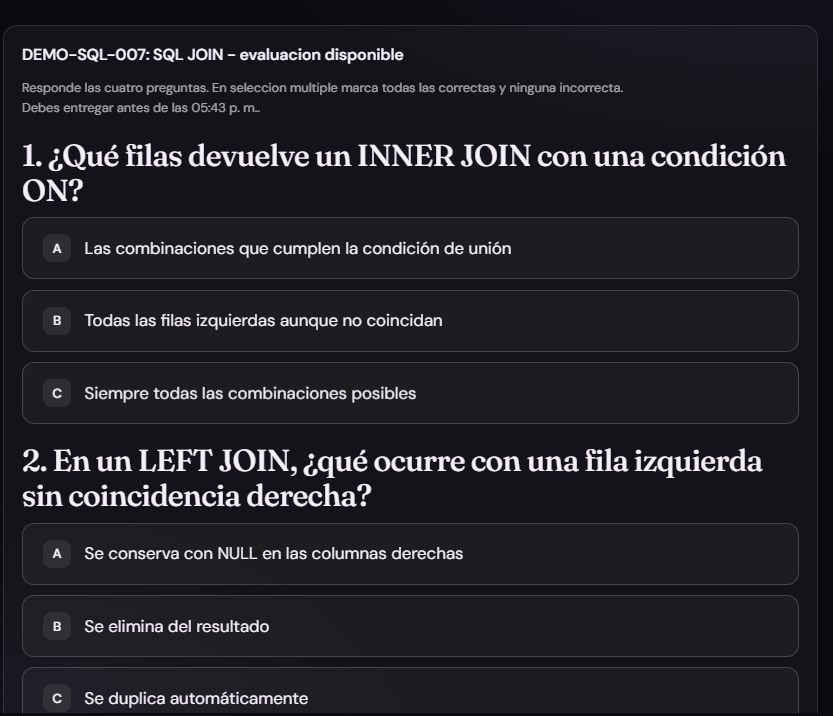 DEMO-SQL-007: SQL JOIN - evaluacion disponible
Responde las cuatro preguntas. En seleccion multiple marca todas las correctas y ninguna incorrecta.
Debes entregar antes de las 05:43 p. m..
1. ¿Qué filas devuelve un INNER JOIN con una condición
ON?
A Las combinaciones que cumplen la condición de unión
B Todas las filas izquierdas aunque no coincidan
C Siempre todas las combinaciones posibles
2. En un LEFT JOIN, ¿qué ocurre con una fila izquierda
sin coincidencia derecha?
A Se conserva con NULL en las columnas derechas
B Se elimina del resultado
C Se duplica automáticamente